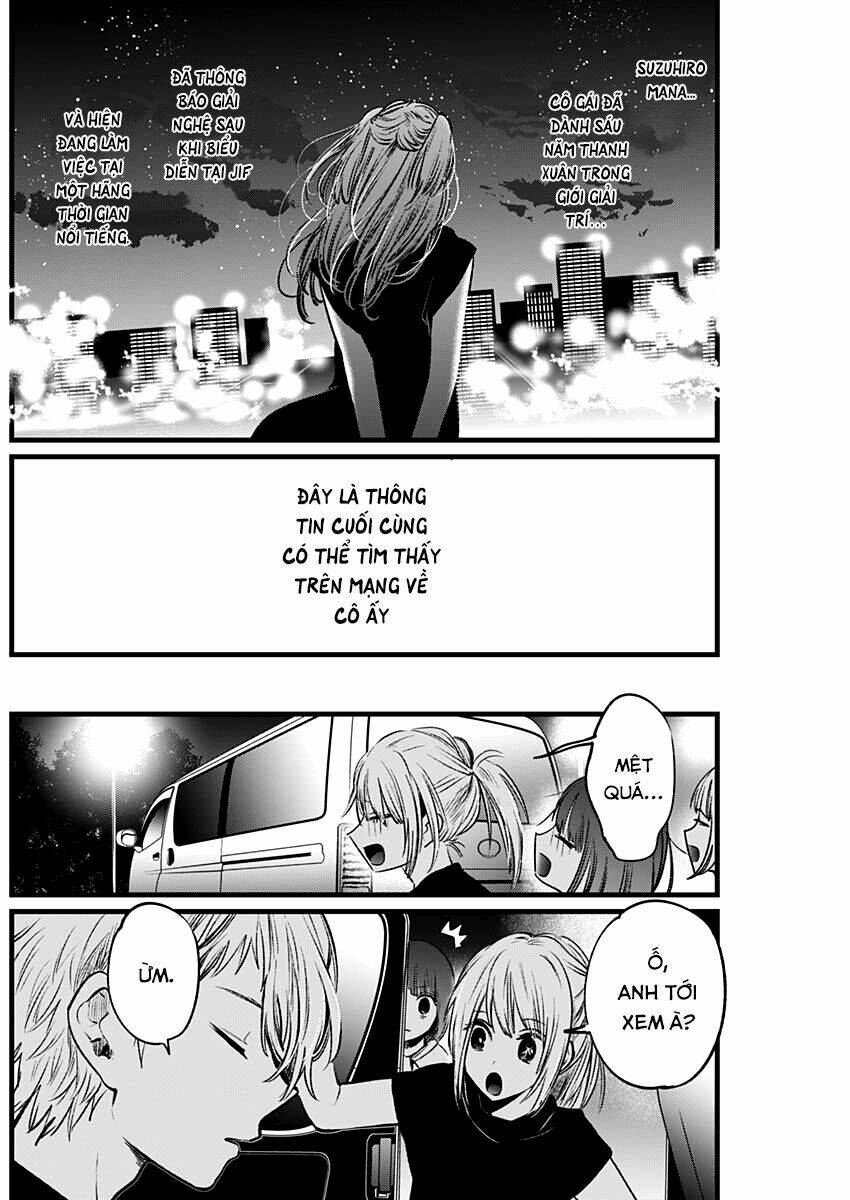 SUZUHIRO
MANA...
CÔ GÁI ĐÃ
DÀNH SÁU
NĂM THANH
XUÂN TRONG
GIỚI GIẢI
TRÍ...
ĐÃ THÔNG
BÁO GIẢI
NGHỆ SAU
KHI BIỂU
DIỄN TẠI JIF
VÀ HIỆN
ĐANG LÀM
VIỆC TẠI
MỘT HÃNG
THỜI GIAN
NỔI TIẾNG.
ĐÂY LÀ THÔNG
TIN CUỐI CÙNG
CÓ THỂ TÌM THẤY
TRÊN MẠNG VỀ
CÔ ẤY
MỆT
QUÁ...
Ố,
ANH TỚI
XEM À?
ỪM.